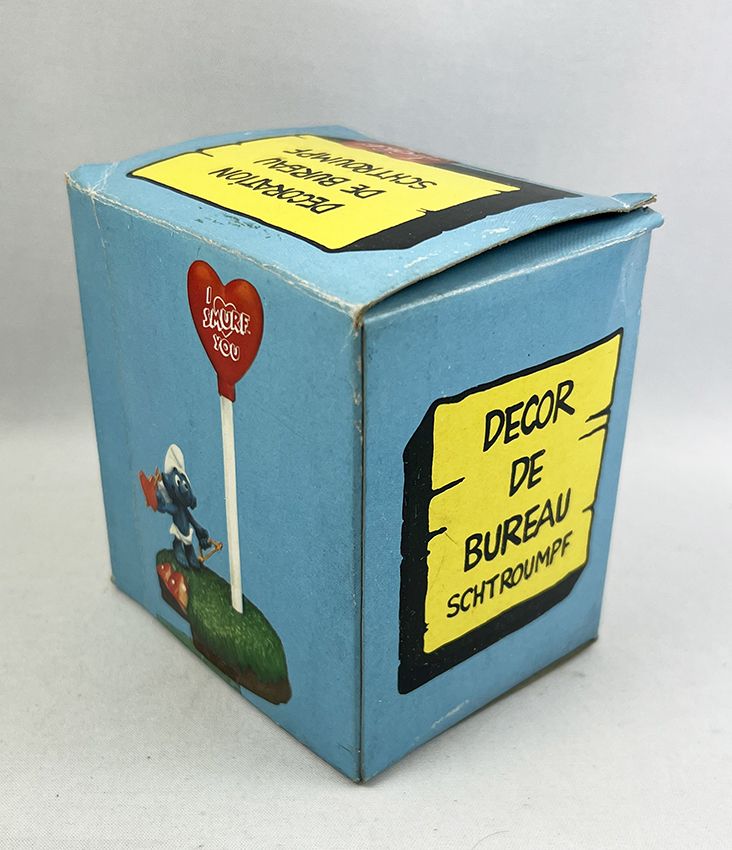 DECORATION
DE BUREAU
SCHTROUMPF
I
SMURF
YOU
DECOR
DE
BUREAU
SCHTROUMPF